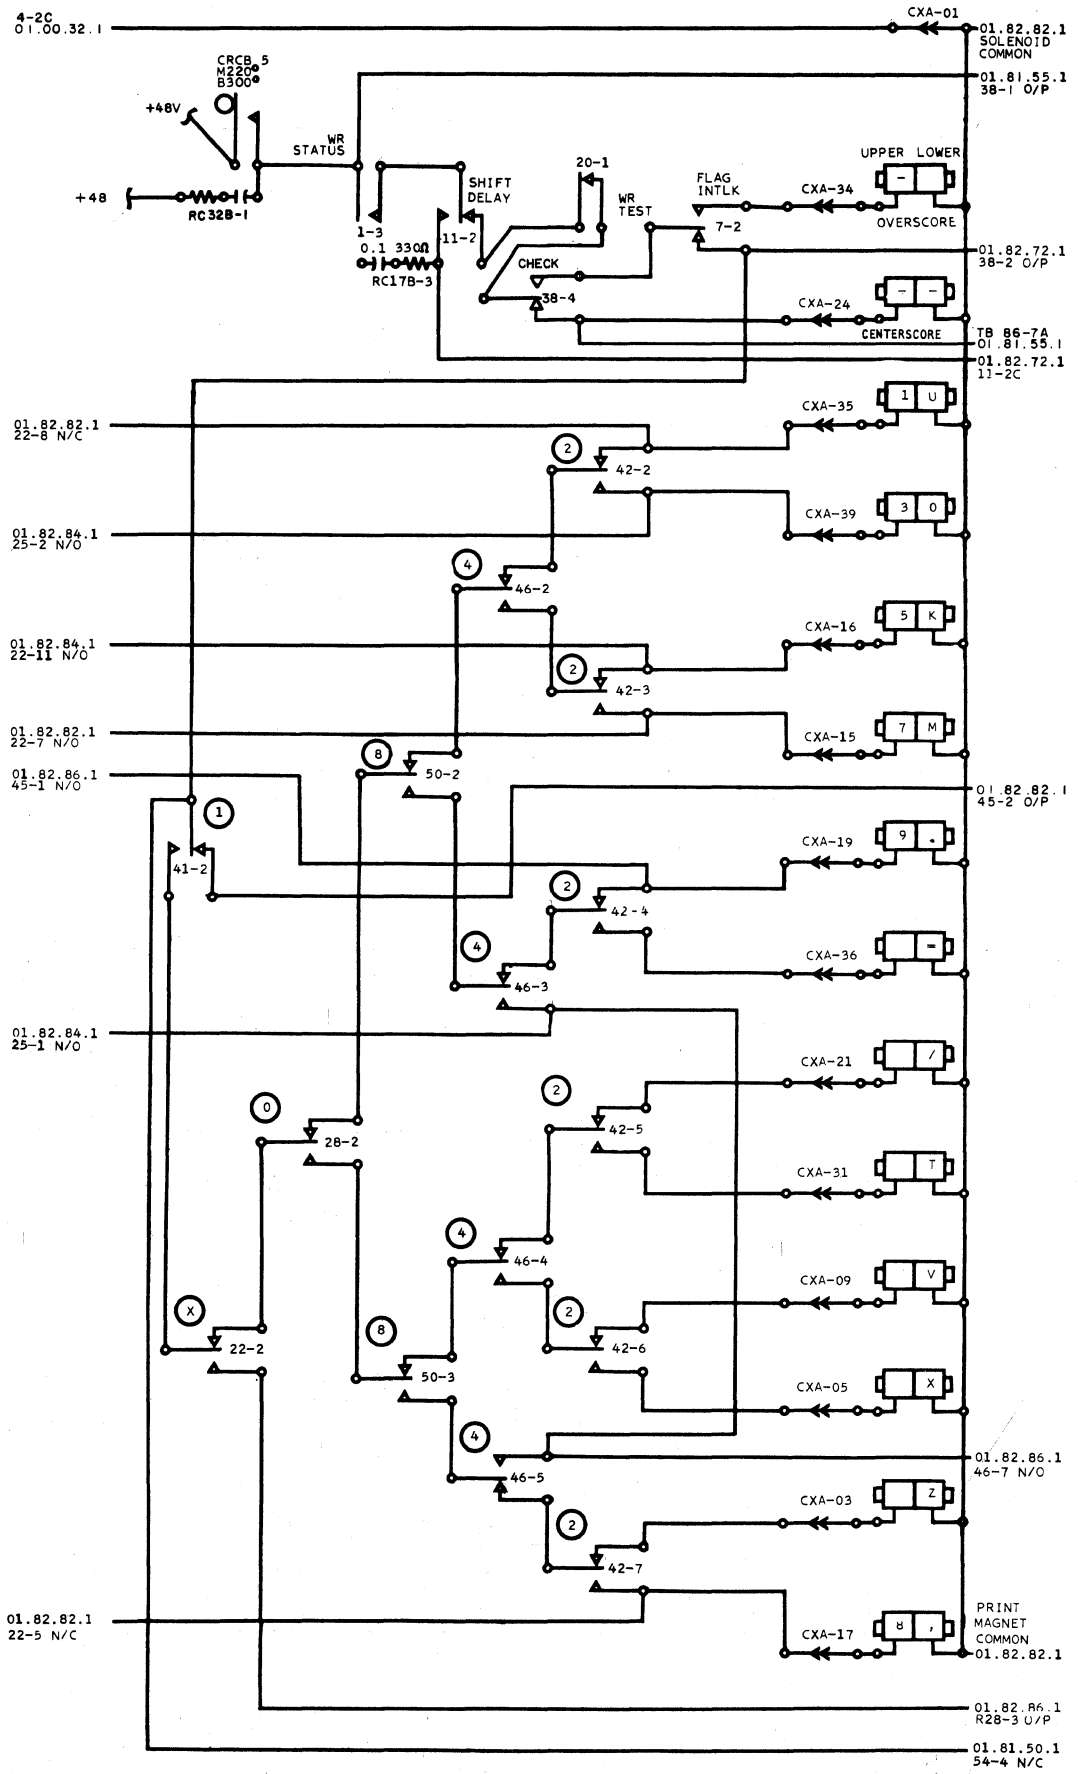 4-2C
01.00.32.1
CXA-01
01.82.82.1
SOLENOID
COMMON
CRCB 5
M220°
B300°
+48V
01.81.55.1
38-1 O/P
WR
STATUS
+48
RC32B-1
1-3
SHIFT
DELAY
11-2
0.1 330Ω
RC17B-3
20-1
WR
TEST
CHECK
38-4
FLAG
INTLK
7-2
UPPER LOWER
CXA-34
-
OVERSCORE
01.82.72.1
38-2 O/P
CXA-24
- -
CENTERSCORE
TB 86-7A
01.81.55.1
01.82.72.1
11-2C
01.82.82.1
22-8 N/C
2
42-2
CXA-35
1 U
01.82.84.1
25-2 N/O
CXA-39
3 O
4
46-2
01.82.84.1
22-11 N/O
2
42-3
CXA-16
5 K
01.82.82.1
22-7 N/O
CXA-15
7 M
8
50-2
01.82.86.1
45-1 N/O
01.82.82.1
45-2 O/P
1
41-2
CXA-19
9 .
2
42-4
4
46-3
CXA-36
=
01.82.84.1
25-1 N/O
CXA-21
/
0
28-2
2
42-5
CXA-31
T
4
46-4
CXA-09
V
X
22-2
8
50-3
2
42-6
CXA-05
X
4
46-5
01.82.86.1
46-7 N/O
CXA-03
Z
2
42-7
01.82.82.1
22-5 N/C
CXA-17
8 ,
PRINT
MAGNET
COMMON
01.82.82.1
01.82.86.1
R28-3 O/P
01.81.50.1
54-4 N/C